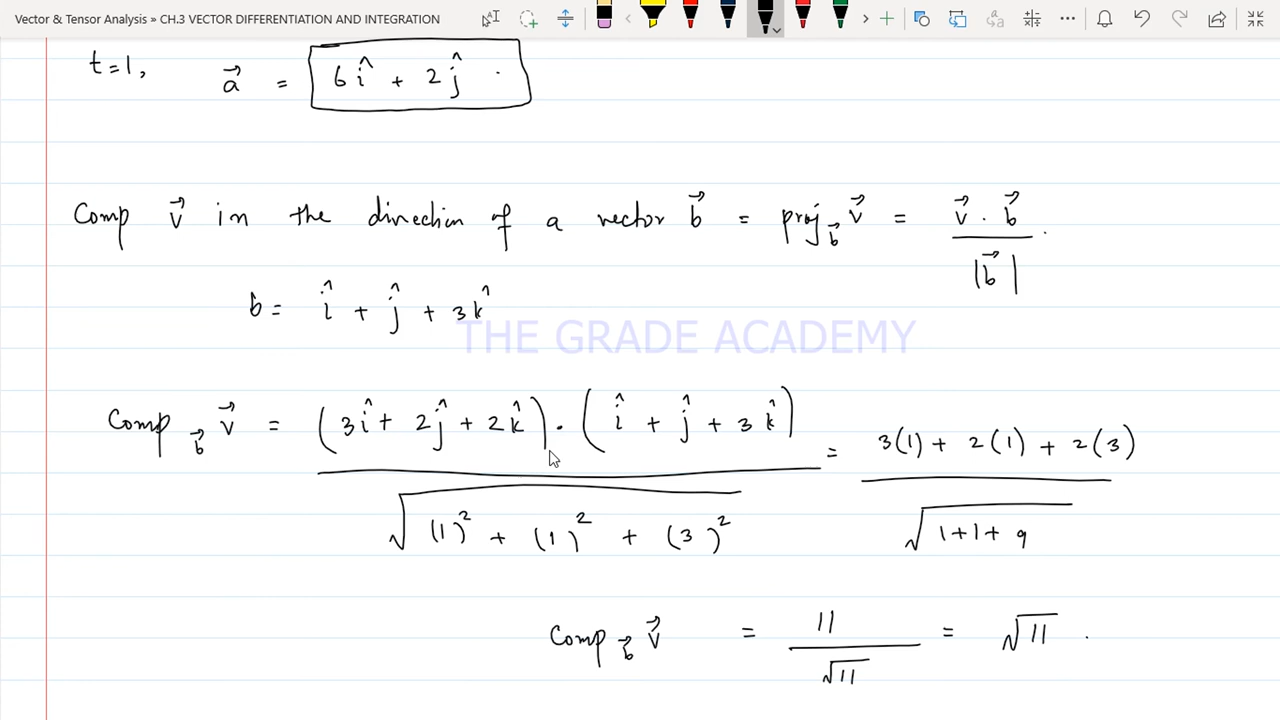 Vector & Tensor Analysis » CH.3 VECTOR DIFFERENTIATION AND INTEGRATION
t=1, a⃗ = 6î + 2ĵ .
Comp v⃗ in the direction of a vector b⃗ = proj_b⃗ v⃗ = (v⃗ . b⃗) / |b⃗| .
b = î + ĵ + 3k̂
THE GRADE ACADEMY
Comp_b⃗ v⃗ = (3î + 2ĵ + 2k̂) . (î + ĵ + 3k̂) / √((1)² + (1)² + (3)²) = 3(1) + 2(1) + 2(3) / √(1+1+9)
Comp_b⃗ v⃗ = 11 / √11 = √11 .